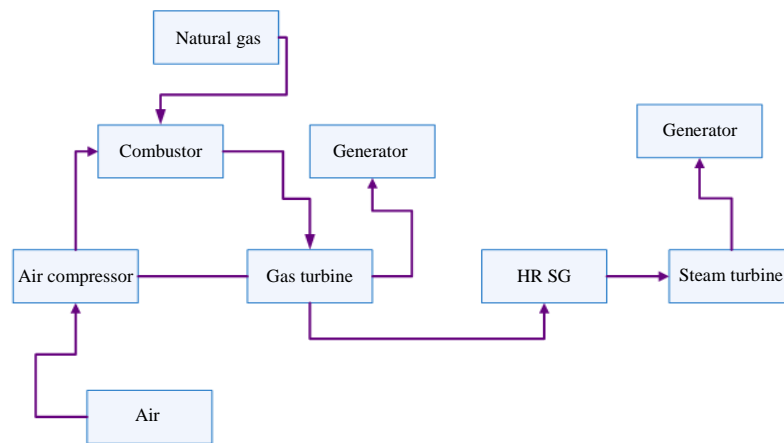 Natural gas
Combustor
Generator
Generator
Air compressor
Gas turbine
HR SG
Steam turbine
Air